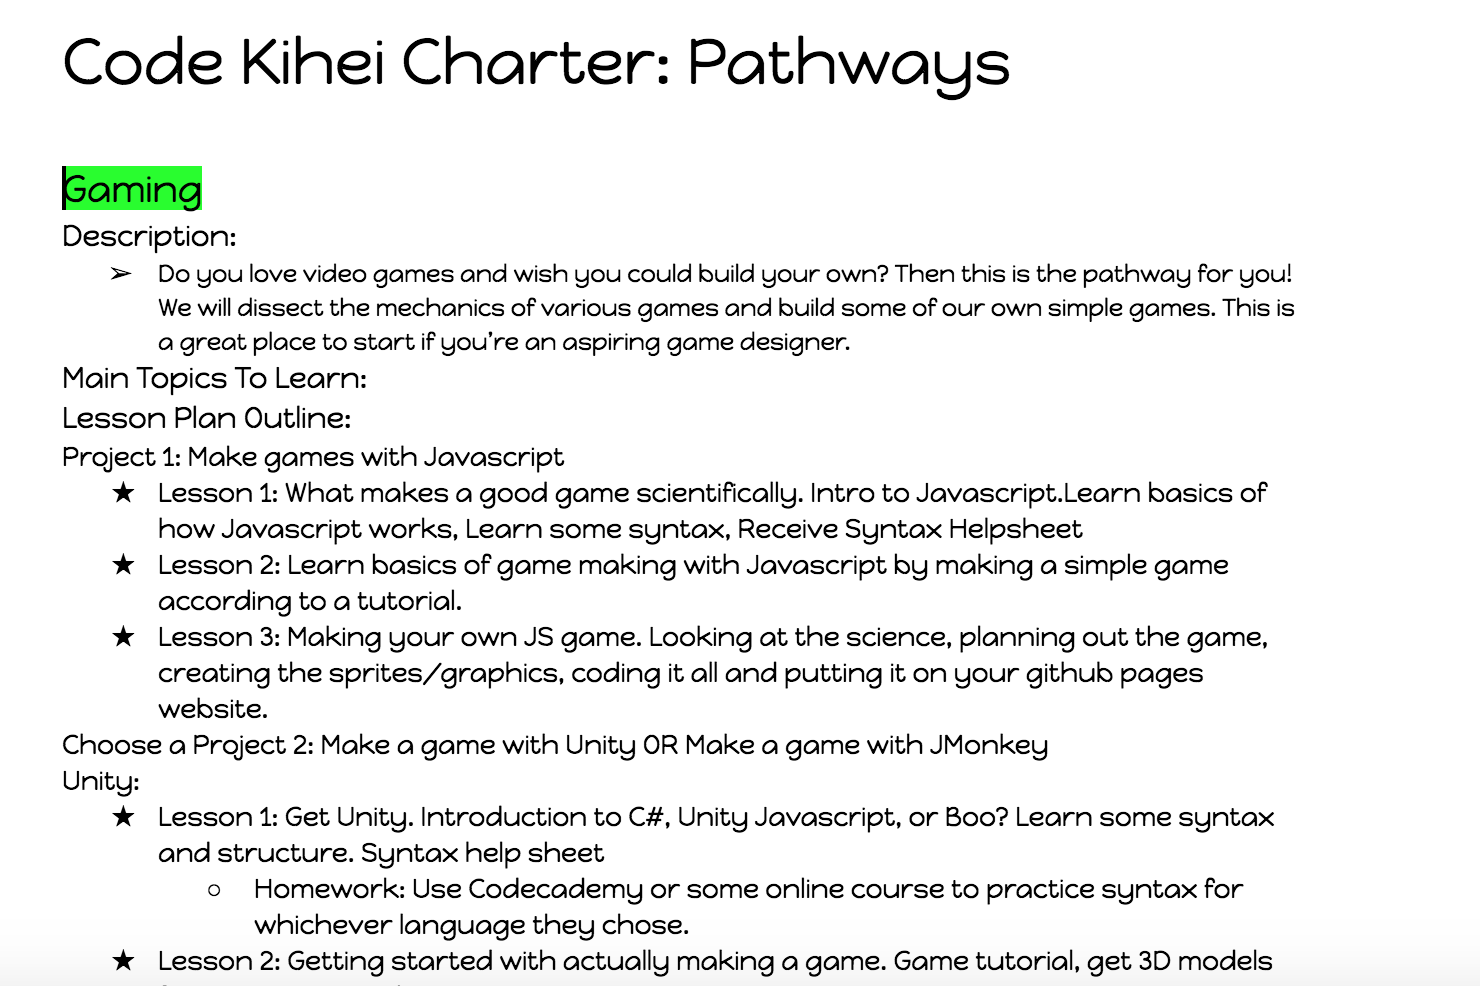 Code Kihei Charter: Pathways
Gaming
Description:
➢ Do you love video games and wish you could build your own? Then this is the pathway for you!
We will dissect the mechanics of various games and build some of our own simple games. This is
a great place to start if you’re an aspiring game designer.
Main Topics To Learn:
Lesson Plan Outline:
Project 1: Make games with Javascript
★ Lesson 1: What makes a good game scientifically. Intro to Javascript.Learn basics of
how Javascript works, Learn some syntax, Receive Syntax Helpsheet
★ Lesson 2: Learn basics of game making with Javascript by making a simple game
according to a tutorial.
★ Lesson 3: Making your own JS game. Looking at the science, planning out the game,
creating the sprites/graphics, coding it all and putting it on your github pages
website.
Choose a Project 2: Make a game with Unity OR Make a game with JMonkey
Unity:
★ Lesson 1: Get Unity. Introduction to C#, Unity Javascript, or Boo? Learn some syntax
and structure. Syntax help sheet
○ Homework: Use Codecademy or some online course to practice syntax for
whichever language they chose.
★ Lesson 2: Getting started with actually making a game. Game tutorial, get 3D models